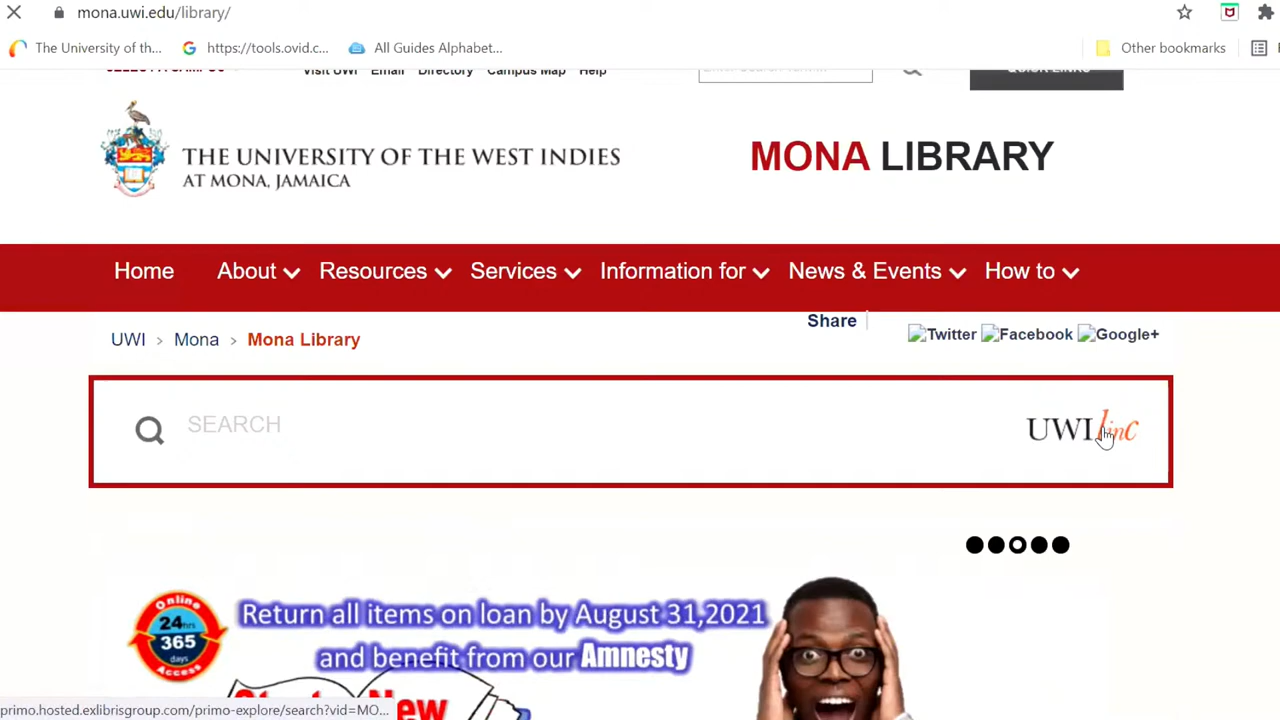 mona.uwi.edu/library/
The University of th...
https://tools.ovid.c...
All Guides Alphabet...
Other bookmarks
Visit UWI Email Directory Campus Map Help
QUICK LINKS
THE UNIVERSITY OF THE WEST INDIES
AT MONA, JAMAICA
MONA LIBRARY
Home About Resources Services Information for News & Events How to
Share
Twitter Facebook Google+
UWI > Mona > Mona Library
SEARCH
UWIlinc
Online
24hrs
365
days
Access
Return all items on loan by August 31,2021
and benefit from our Amnesty
New
primo.hosted.exlibrisgroup.com/primo-explore/search?vid=MO...